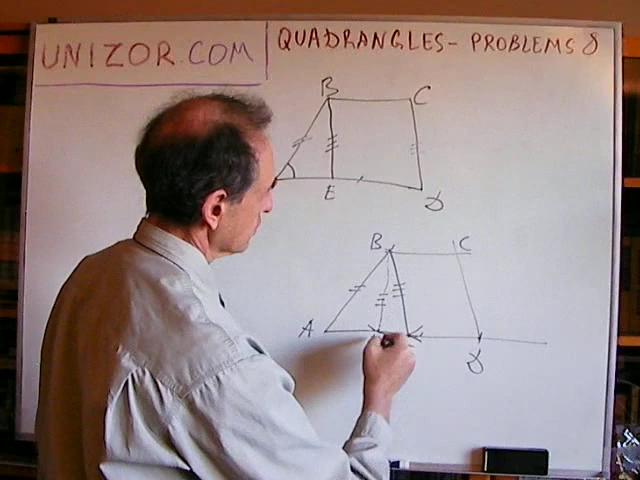 UNIZOR.COM
QUADRANGLES - PROBLEMS 8
B C
E D
B C
A
D